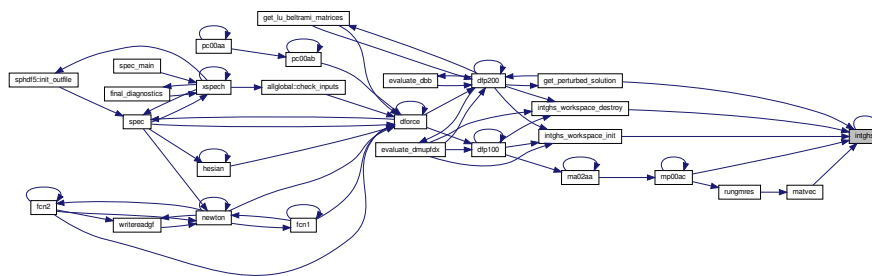 get_lu_beltrami_matrices
pc00aa
pc00ab
spec_main
sphdf5::init_outfile
xspech
final_diagnostics
allglobal::check_inputs
evaluate_dbb
dfp200
get_perturbed_solution
intghs_workspace_destroy
spec
dforce
intghs_workspace_init
intghs
evaluate_dmupfdx
dfp100
hesian
ma02aa
mp00ac
rungmres
matvec
fcn2
newton
writereadgf
fcn1